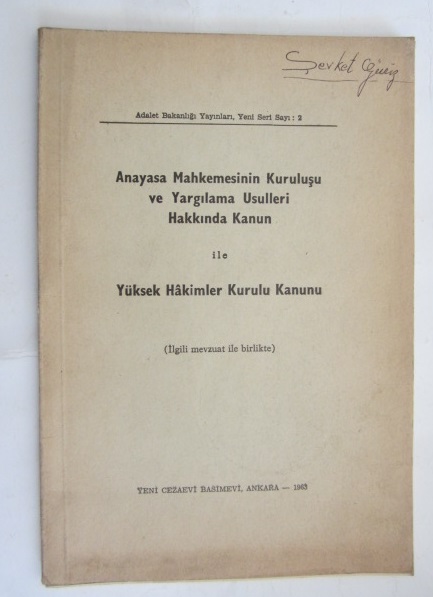 Şevket
Adalet Bakanlığı Yayınları, Yeni Seri Sayı : 2
Anayasa Mahkemesinin Kuruluşu
ve Yargılama Usulleri
Hakkında Kanun
ile
Yüksek Hâkimler Kurulu Kanunu
(İlgili mevzuat ile birlikte)
YENİ CEZAEVİ BASIMEVİ, ANKARA — 1963